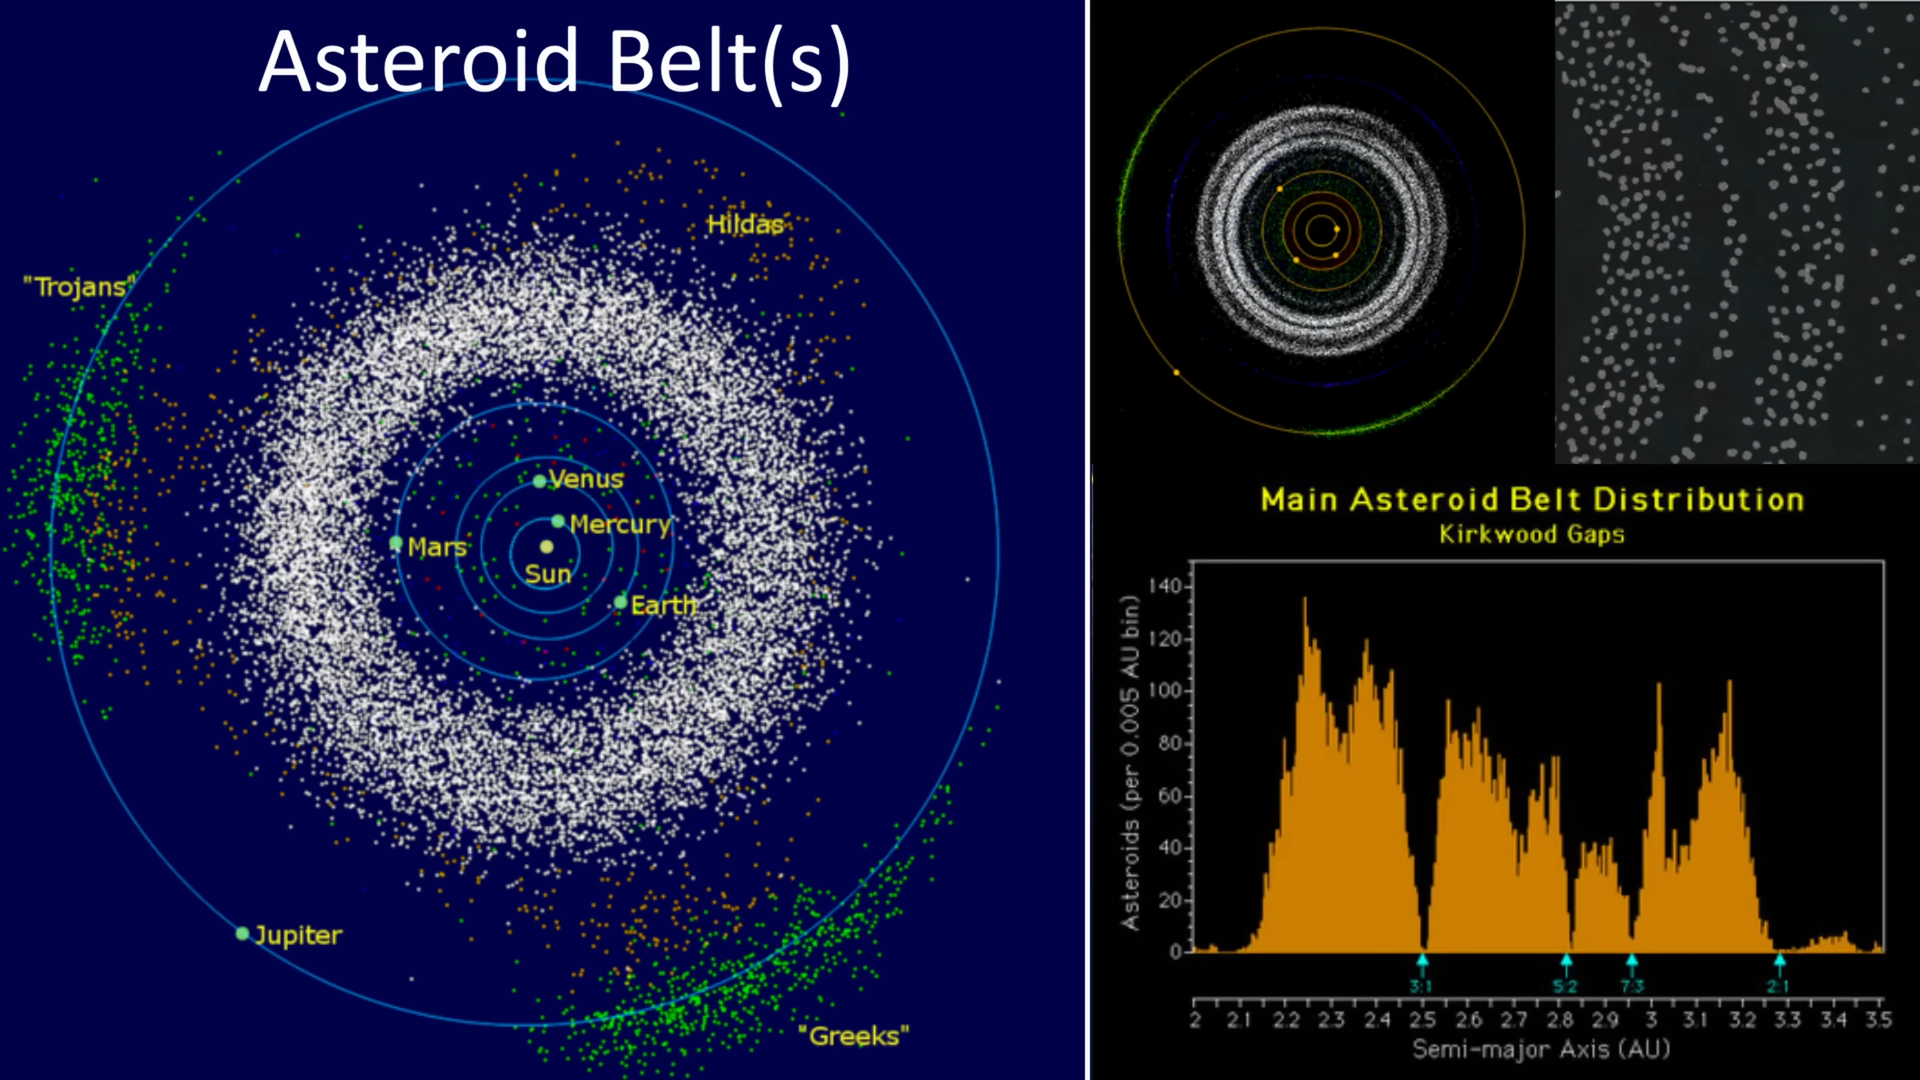 Asteroid Belt(s)
Hildas
"Trojans"
Venus
Mercury
Mars
Sun
Earth
Jupiter
"Greeks"
Main Asteroid Belt Distribution
Kirkwood Gaps
Asteroids (per 0.005 AU bin)
140
120
100
80
60
40
20
0
3:1 5:2 7:3 2:1
2 2.1 2.2 2.3 2.4 2.5 2.6 2.7 2.8 2.9 3 3.1 3.2 3.3 3.4 3.5
Semi-major Axis (AU)